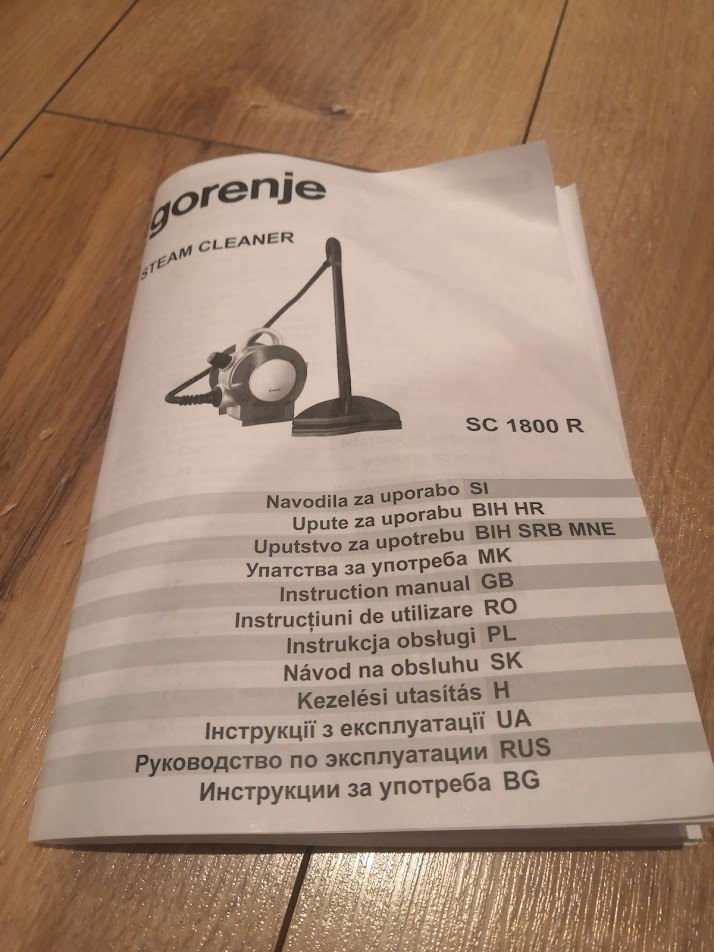 gorenje
STEAM CLEANER
SC 1800 R
Navodila za uporabo SI
Upute za uporabu BIH HR
Uputstvo za upotrebu BIH SRB MNE
Упатства за употреба MK
Instruction manual GB
Instrucțiuni de utilizare RO
Instrukcja obsługi PL
Návod na obsluhu SK
Kezelési utasítás H
Інструкції з експлуатації UA
Руководство по эксплуатации RUS
Инструкции за употреба BG